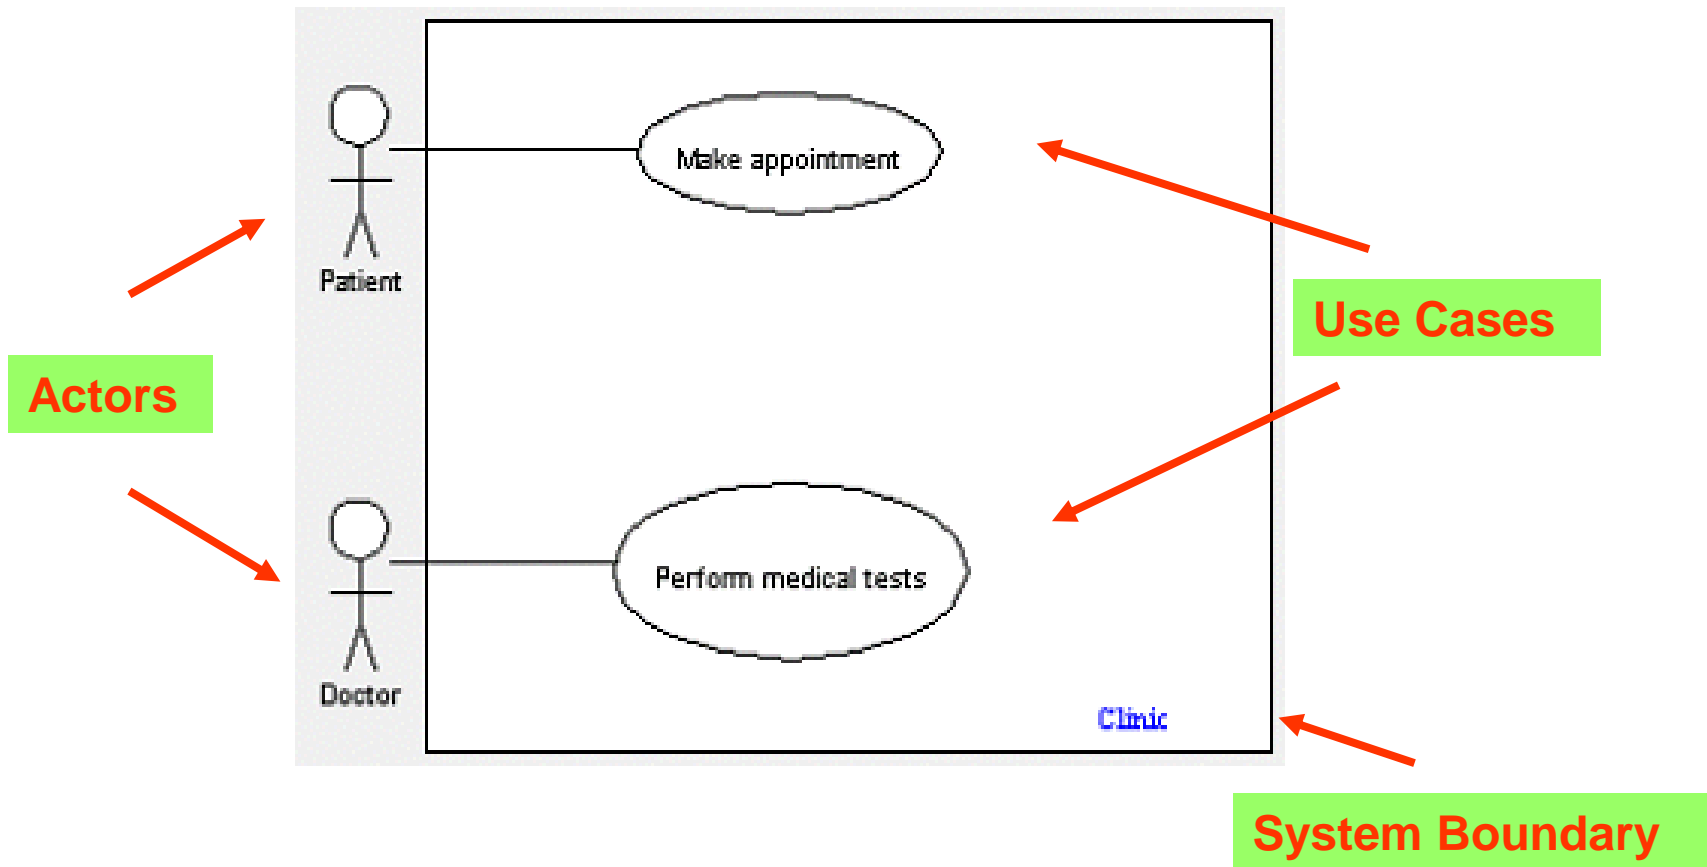 Make appointment
Patient
Use Cases
Actors
Perform medical tests
Doctor
Clinic
System Boundary